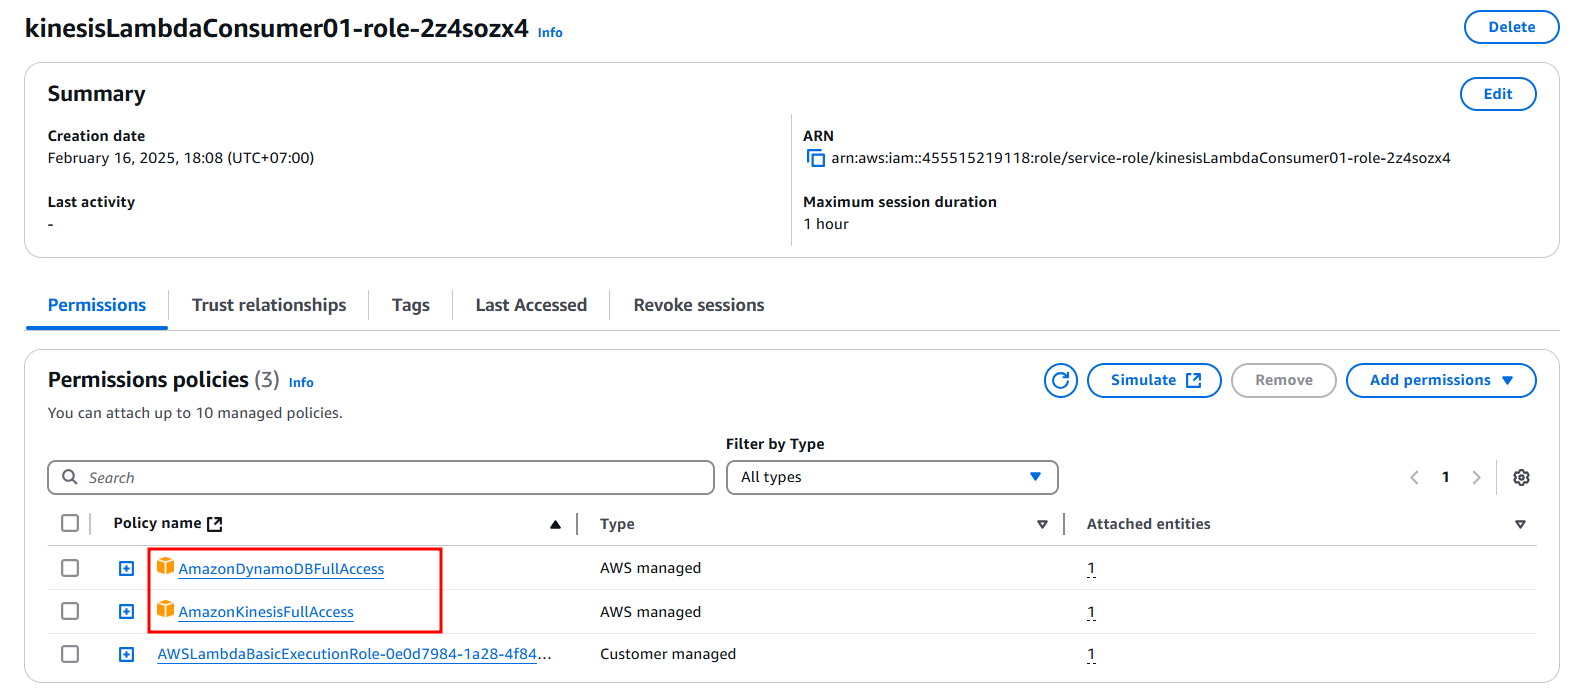 kinesisLambdaConsumer01-role-2z4sozx4 Info
Delete
Summary
Edit
Creation date
February 16, 2025, 18:08 (UTC+07:00)
ARN
arn:aws:iam::455515219118:role/service-role/kinesisLambdaConsumer01-role-2z4sozx4
Last activity
-
Maximum session duration
1 hour
Permissions
Trust relationships
Tags
Last Accessed
Revoke sessions
Permissions policies (3) Info
Simulate
Remove
Add permissions
You can attach up to 10 managed policies.
Filter by Type
Search
All types
1
Policy name
Type
Attached entities
AmazonDynamoDBFullAccess
AWS managed
1
AmazonKinesisFullAccess
AWS managed
1
AWSLambdaBasicExecutionRole-0e0d7984-1a28-4f84...
Customer managed
1